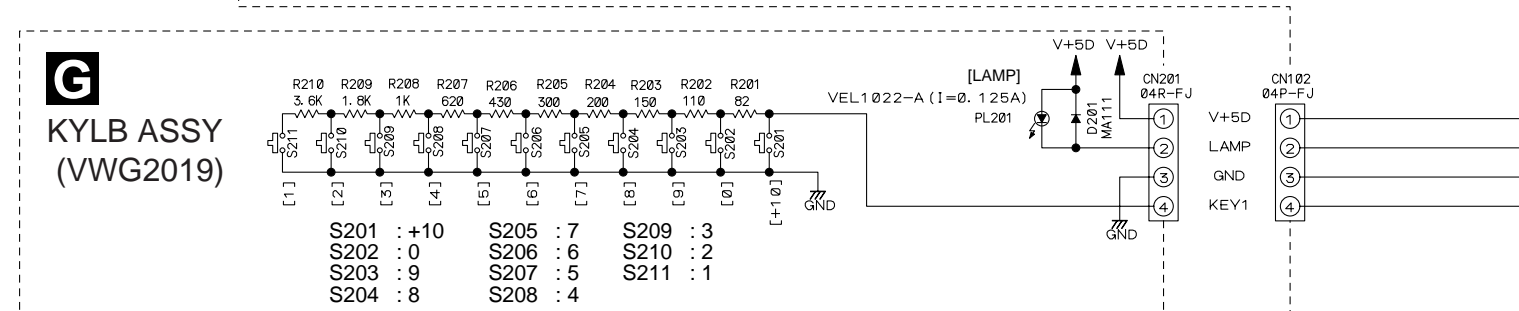 G
KYLB ASSY
(VWG2019)
R210 R209 R208 R207 R206 R205 R204 R203 R202 R201
3.6K 1.8K 1K 620 430 300 200 150 110 82
S211 S210 S209 S208 S207 S206 S205 S204 S203 S202 S201
[1] [2] [3] [4] [5] [6] [7] [8] [9] [0] [+10]
GND
[LAMP]
VEL1022-A (I=0.125A)
PL201
V+5D V+5D
D201
MA111
GND
CN201
04R-FJ
1
2
3
4
V+5D
LAMP
GND
KEY1
CN102
04P-FJ
1
2
3
4
S201 : +10 S205 : 7 S209 : 3
S202 : 0 S206 : 6 S210 : 2
S203 : 9 S207 : 5 S211 : 1
S204 : 8 S208 : 4